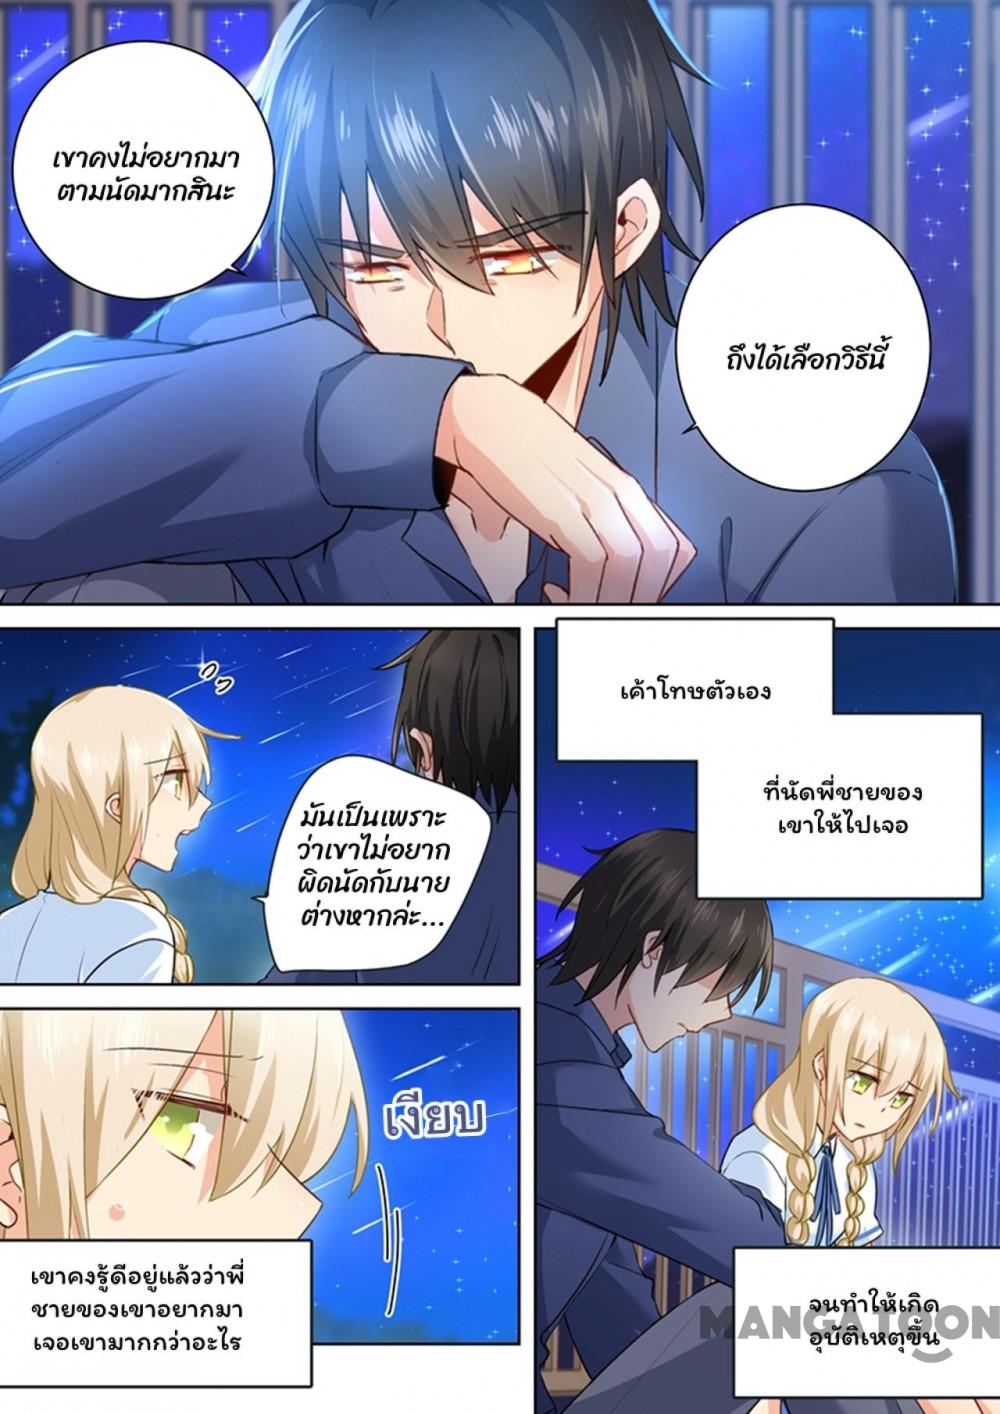 เขาคงไม่อยากมา
ตามนัดมากสินะ
ถึงได้เลือกวิธีนี้
มันเป็นเพราะ
ว่าเขาไม่อยาก
ผิดนัดกับนาย
ต่างหากล่ะ...
เงียบ
เขาคงรู้ดีอยู่แล้วว่าพี่
ชายของเขาอยากมา
เจอเขามากกว่าอะไร
เค้าโทษตัวเอง
ที่นัดพี่ชายของ
เขาให้ไปเจอ
จนทำให้เกิด
อุบัติเหตุขึ้น
MANGATOON